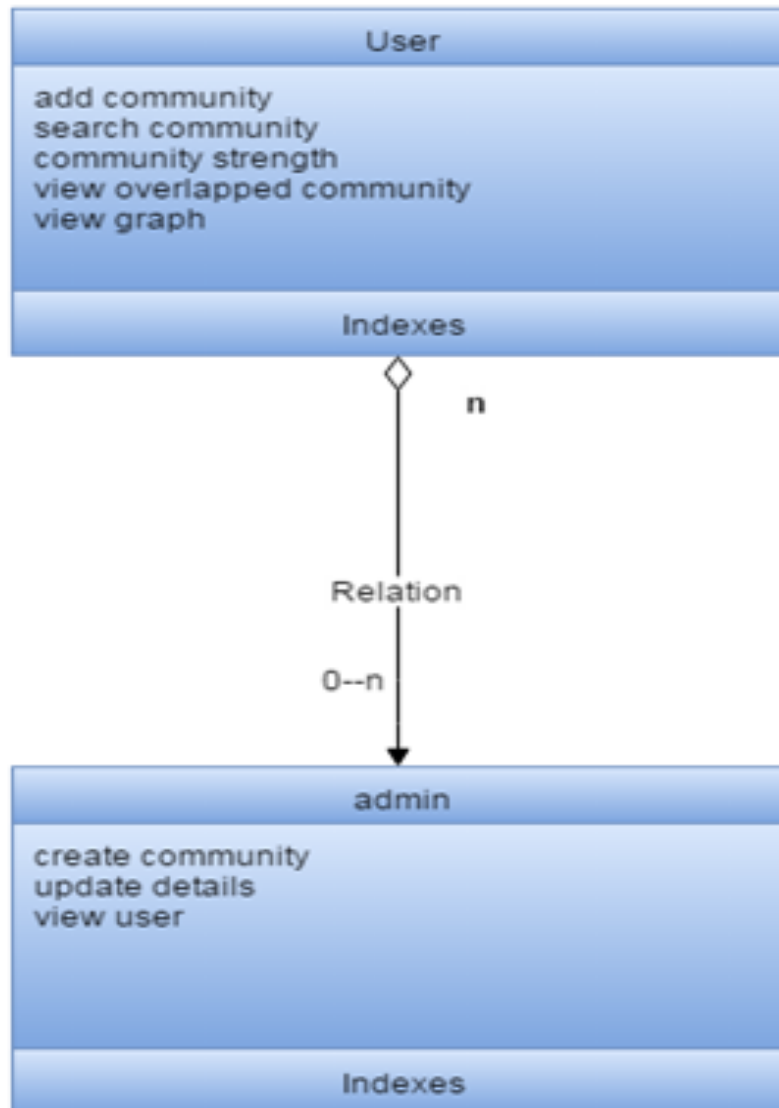 User
add community
search community
community strength
view overlapped community
view graph
Indexes
n
Relation
0--n
admin
create community
update details
view user
Indexes